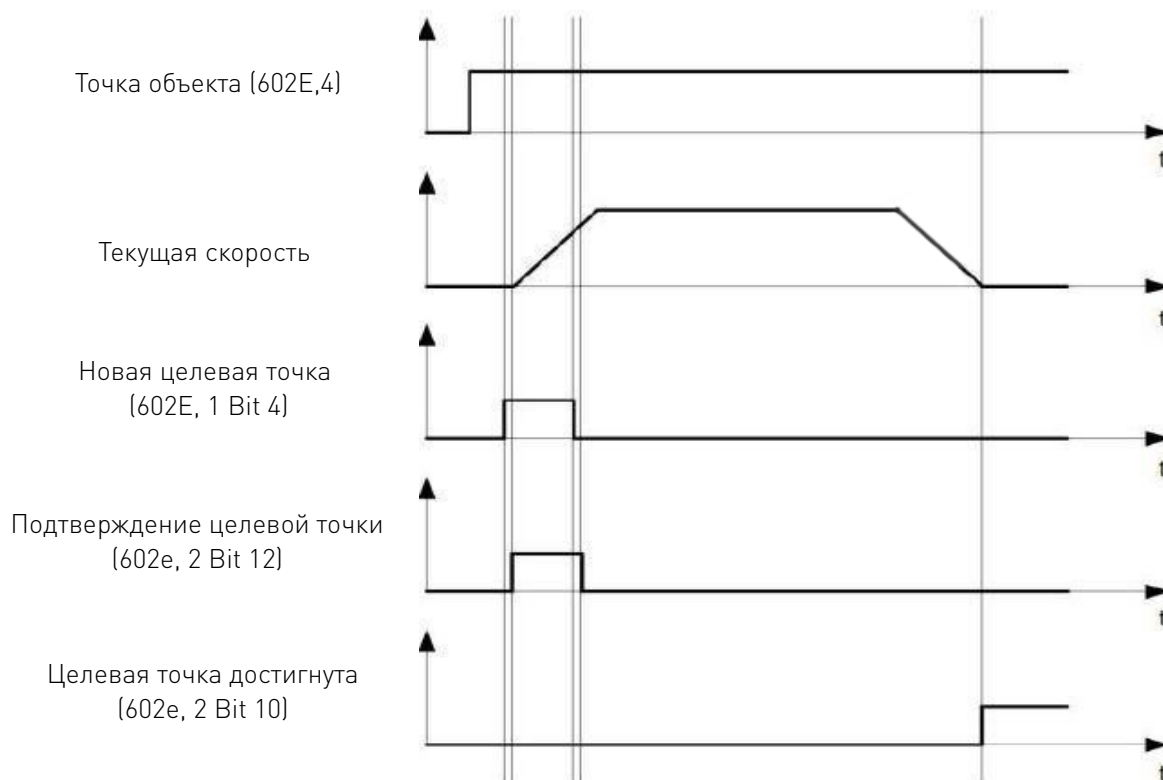 Точка объекта (602E,4)
t
Текущая скорость
t
Новая целевая точка
(602E, 1 Bit 4)
t
Подтверждение целевой точки
(602e, 2 Bit 12)
t
Целевая точка достигнута
(602e, 2 Bit 10)
t